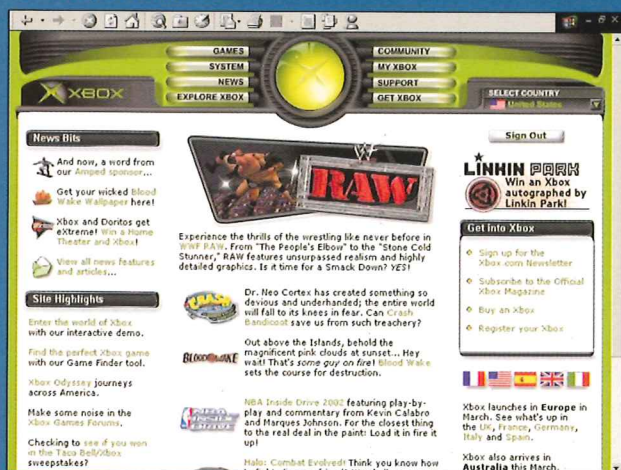 XBOX
GAMES
SYSTEM
NEWS
EXPLORE XBOX
COMMUNITY
MY XBOX
SUPPORT
GET XBOX
SELECT COUNTRY
United States
News Bits
And now, a word from
our Amped sponsor...
Get your wicked Blood
Wake Wallpaper here!
Xbox and Doritos get
eXtreme! Win a Home
Theater and Xbox!
View all news features
and articles...
Site Highlights
Enter the world of Xbox
with our interactive demo.
Find the perfect Xbox game
with our Game Finder tool.
Xbox Odyssey journeys
across America.
Make some noise in the
Xbox Games Forums.
Checking to see if you won
in the Taco Bell/Xbox
sweepstakes?
WF
RAW
Experience the thrills of the wrestling like never before in
WWF RAW. From "The People's Elbow" to the "Stone Cold
Stunner," RAW features unsurpassed realism and highly
detailed graphics. Is it time for a Smack Down? YES!
CRASH
Dr. Neo Cortex has created something so
devious and underhanded; the entire world
will fall to its knees in fear. Can Crash
Bandicoot save us from such treachery?
BLOOD WAKE
Out above the Islands, behold the
magnificent pink clouds at sunset... Hey
wait! That's some guy on fire! Blood Wake
sets the course for destruction.
NBA INSIDE DRIVE
NBA Inside Drive 2002 featuring play-by-
play and commentary from Kevin Calabro
and Marques Johnson. For the closest thing
to the real deal in the paint: Load it in fire it
up!
Halo: Combat Evolved! Think you know how
Sign Out
LINKIN PARK
Win an Xbox
autographed by
Linkin Park!
Get into Xbox
Sign up for the
Xbox.com Newsletter
Subscribe to the Official
Xbox Magazine
Buy an Xbox
Register your Xbox
Xbox launches in Europe in
March. See what's up in
the UK, France, Germany,
Italy and Spain.
Xbox also arrives in
Australia this March.